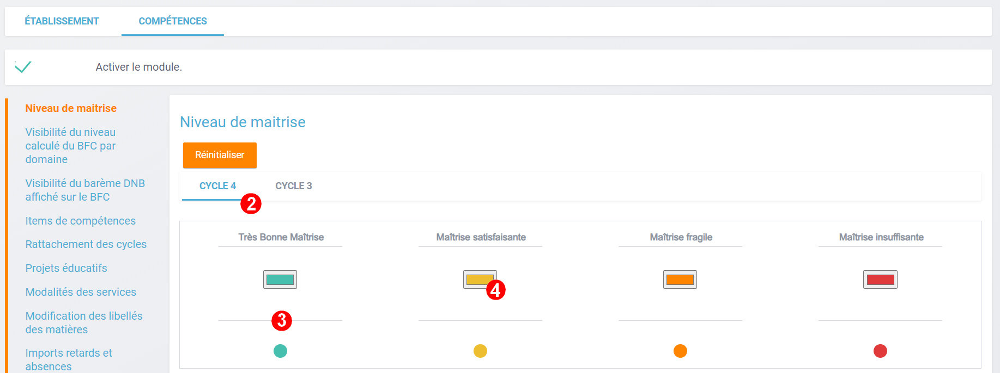 ÉTABLISSEMENT COMPÉTENCES
Activer le module.
Niveau de maitrise
Visibilité du niveau
calculé du BFC par
domaine
Visibilité du barème DNB
affiché sur le BFC
Items de compétences
Rattachement des cycles
Projets éducatifs
Modalités des services
Modification des libellés
des matières
Imports retards et
absences
Niveau de maitrise
Réinitialiser
CYCLE 4 CYCLE 3
2
Très Bonne Maîtrise Maîtrise satisfaisante Maîtrise fragile Maîtrise insuffisante
4
3